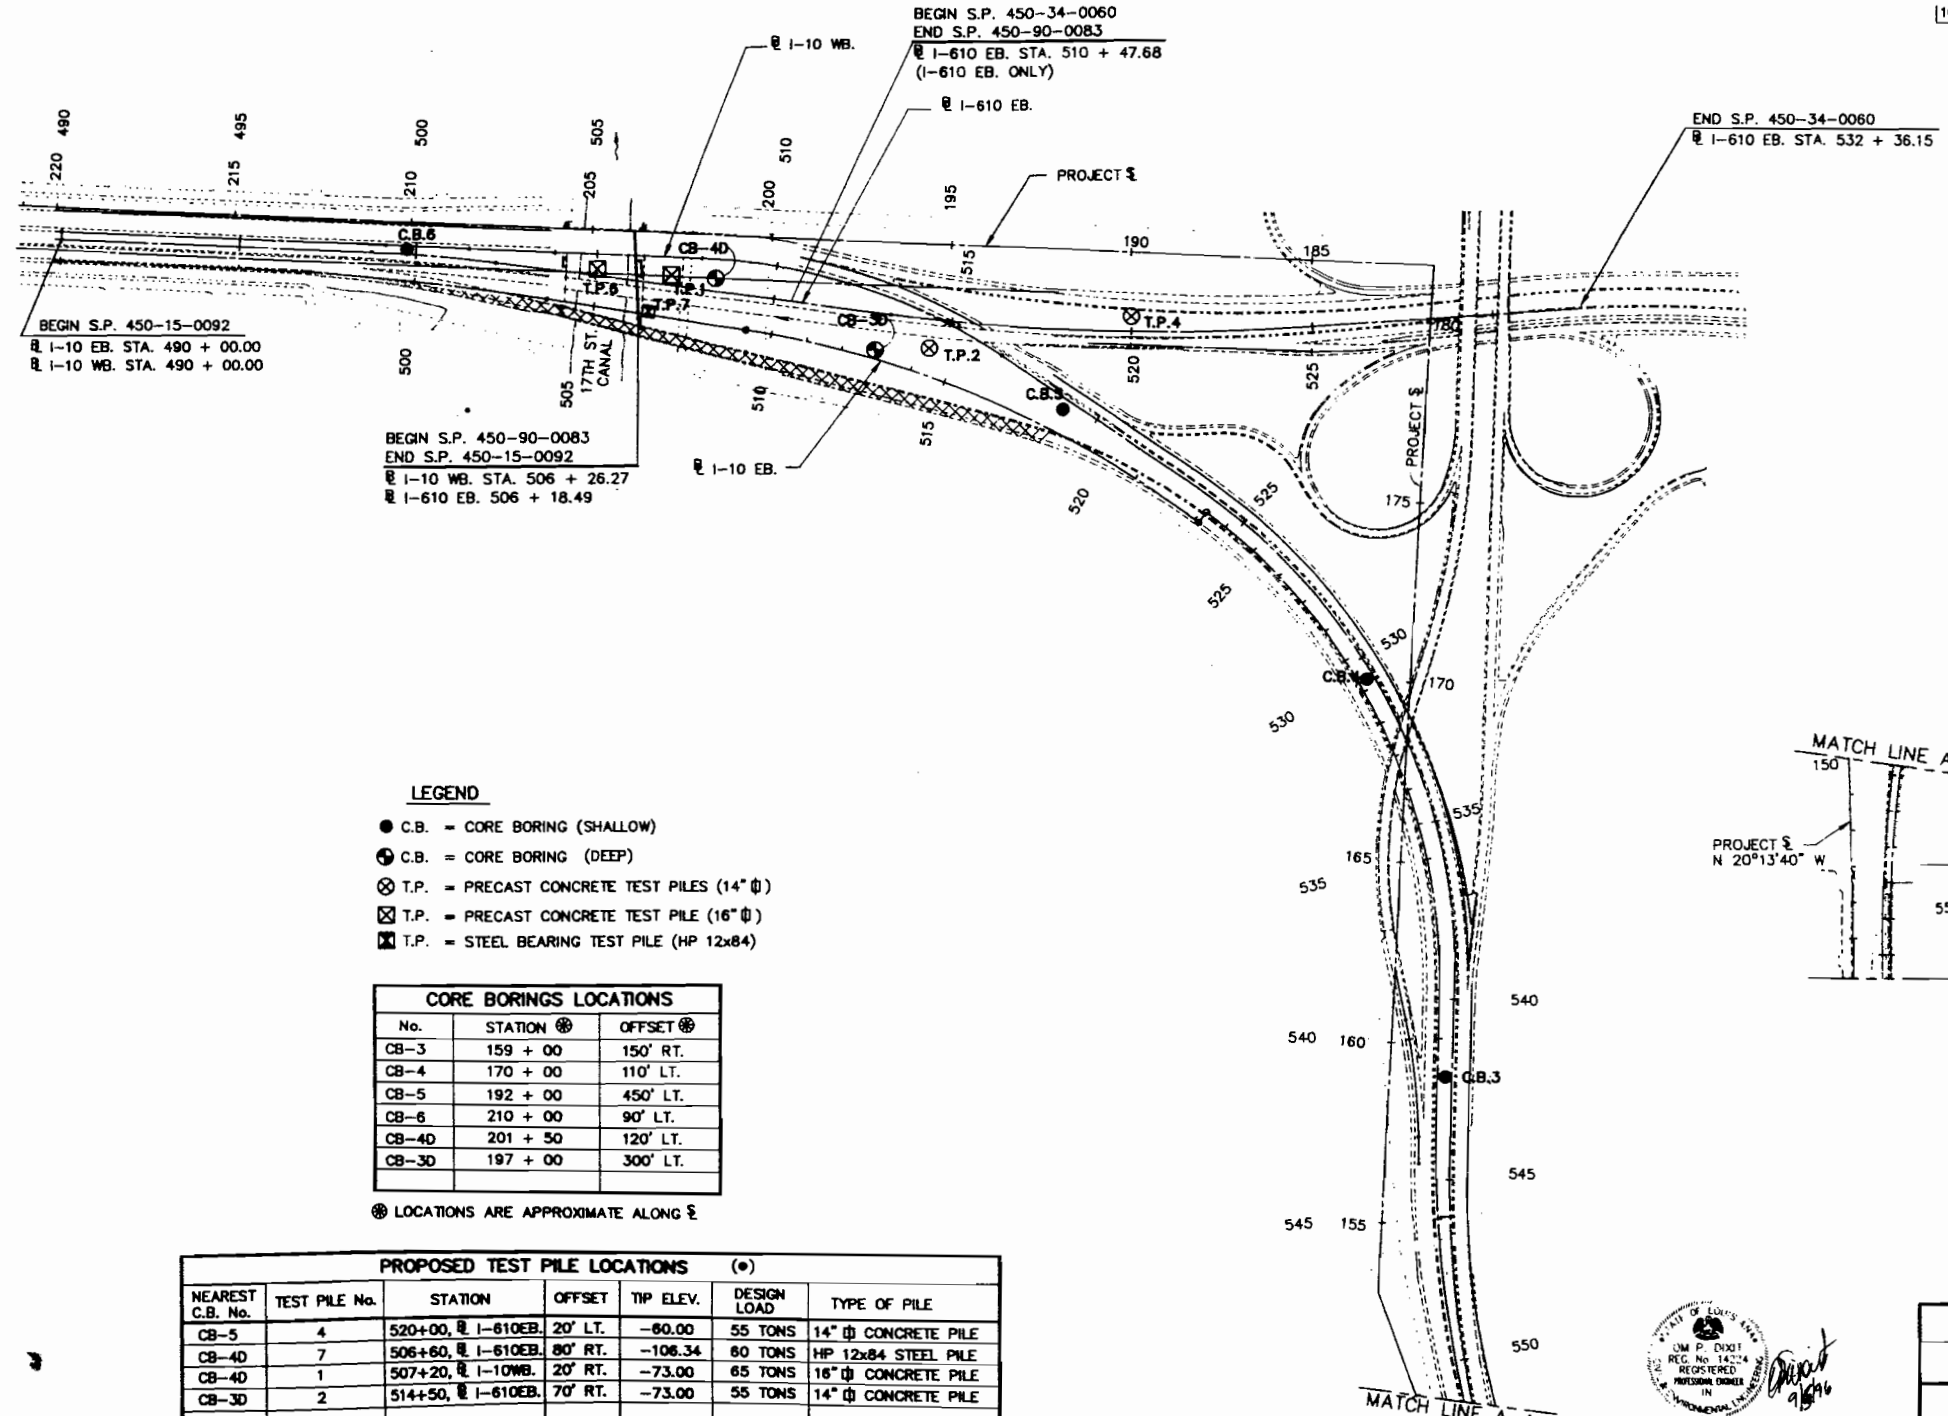 BEGIN S.P. 450-34-0060
END S.P. 450-90-0083
℄ I-610 EB. STA. 510 + 47.68
(I-610 EB. ONLY)
℄ I-10 WB.
℄ I-610 EB.
END S.P. 450-34-0060
℄ I-610 EB. STA. 532 + 36.15
PROJECT ℄
490
495
500
505
510
220
215
210
205
200
195
515
190
185
180
C.B.6
CB-4D
T.P.6
T.P.1
T.P.7
CB-3D
T.P.2
T.P.4
C.B.5
BEGIN S.P. 450-15-0092
℄ I-10 EB. STA. 490 + 00.00
℄ I-10 WB. STA. 490 + 00.00
500
505
17TH ST.
CANAL
510
515
520
525
PROJECT ℄
175
BEGIN S.P. 450-90-0083
END S.P. 450-15-0092
℄ I-10 WB. STA. 506 + 26.27
℄ I-610 EB. 506 + 18.49
℄ I-10 EB.
520
525
525
530
C.B.4
170
530
535
165
535
540
540
160
C.B.3
545
545
155
550
MATCH LINE A
150
PROJECT ℄
N 20°13'40" W
LEGEND
C.B. = CORE BORING (SHALLOW)
C.B. = CORE BORING (DEEP)
T.P. = PRECAST CONCRETE TEST PILES (14" ⌷)
T.P. = PRECAST CONCRETE TEST PILE (16" ⌷)
T.P. = STEEL BEARING TEST PILE (HP 12x84)
CORE BORINGS LOCATIONS
No. STATION ⊛ OFFSET ⊛
CB-3 159 + 00 150' RT.
CB-4 170 + 00 110' LT.
CB-5 192 + 00 450' LT.
CB-6 210 + 00 90' LT.
CB-4D 201 + 50 120' LT.
CB-3D 197 + 00 300' LT.
⊛ LOCATIONS ARE APPROXIMATE ALONG ℄
PROPOSED TEST PILE LOCATIONS (•)
NEAREST C.B. No. TEST PILE No. STATION OFFSET TIP ELEV. DESIGN LOAD TYPE OF PILE
CB-5 4 520+00, ℄ I-610EB. 20' LT. -60.00 55 TONS 14" ⌷ CONCRETE PILE
CB-4D 7 506+60, ℄ I-610EB. 80' RT. -106.34 60 TONS HP 12x84 STEEL PILE
CB-4D 1 507+20, ℄ I-10WB. 20' RT. -73.00 65 TONS 16" ⌷ CONCRETE PILE
CB-3D 2 514+50, ℄ I-610EB. 70' RT. -73.00 55 TONS 14" ⌷ CONCRETE PILE
MATCH LINE A
OM P. DIXIT
REG. No. 14224
REGISTERED
PROFESSIONAL ENGINEER
IN
ENVIRONMENTAL ENGINEERING